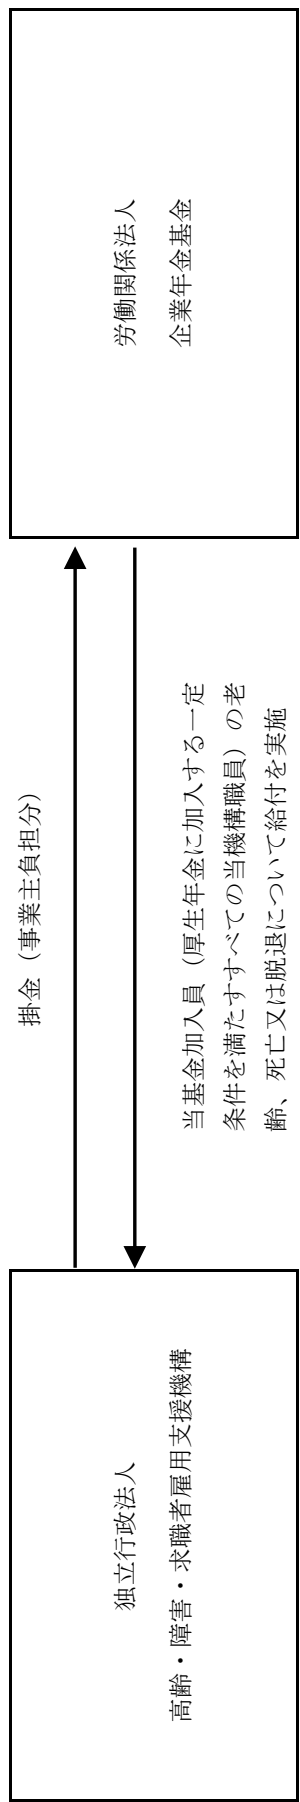 独立行政法人
高齢・障害・求職者雇用支援機構
掛金（事業主負担分）
当基金加入員（厚生年金に加入する一定
条件を満たすすべての当機構職員）の老
齢、死亡又は脱退について給付を実施
労働関係法人
企業年金基金